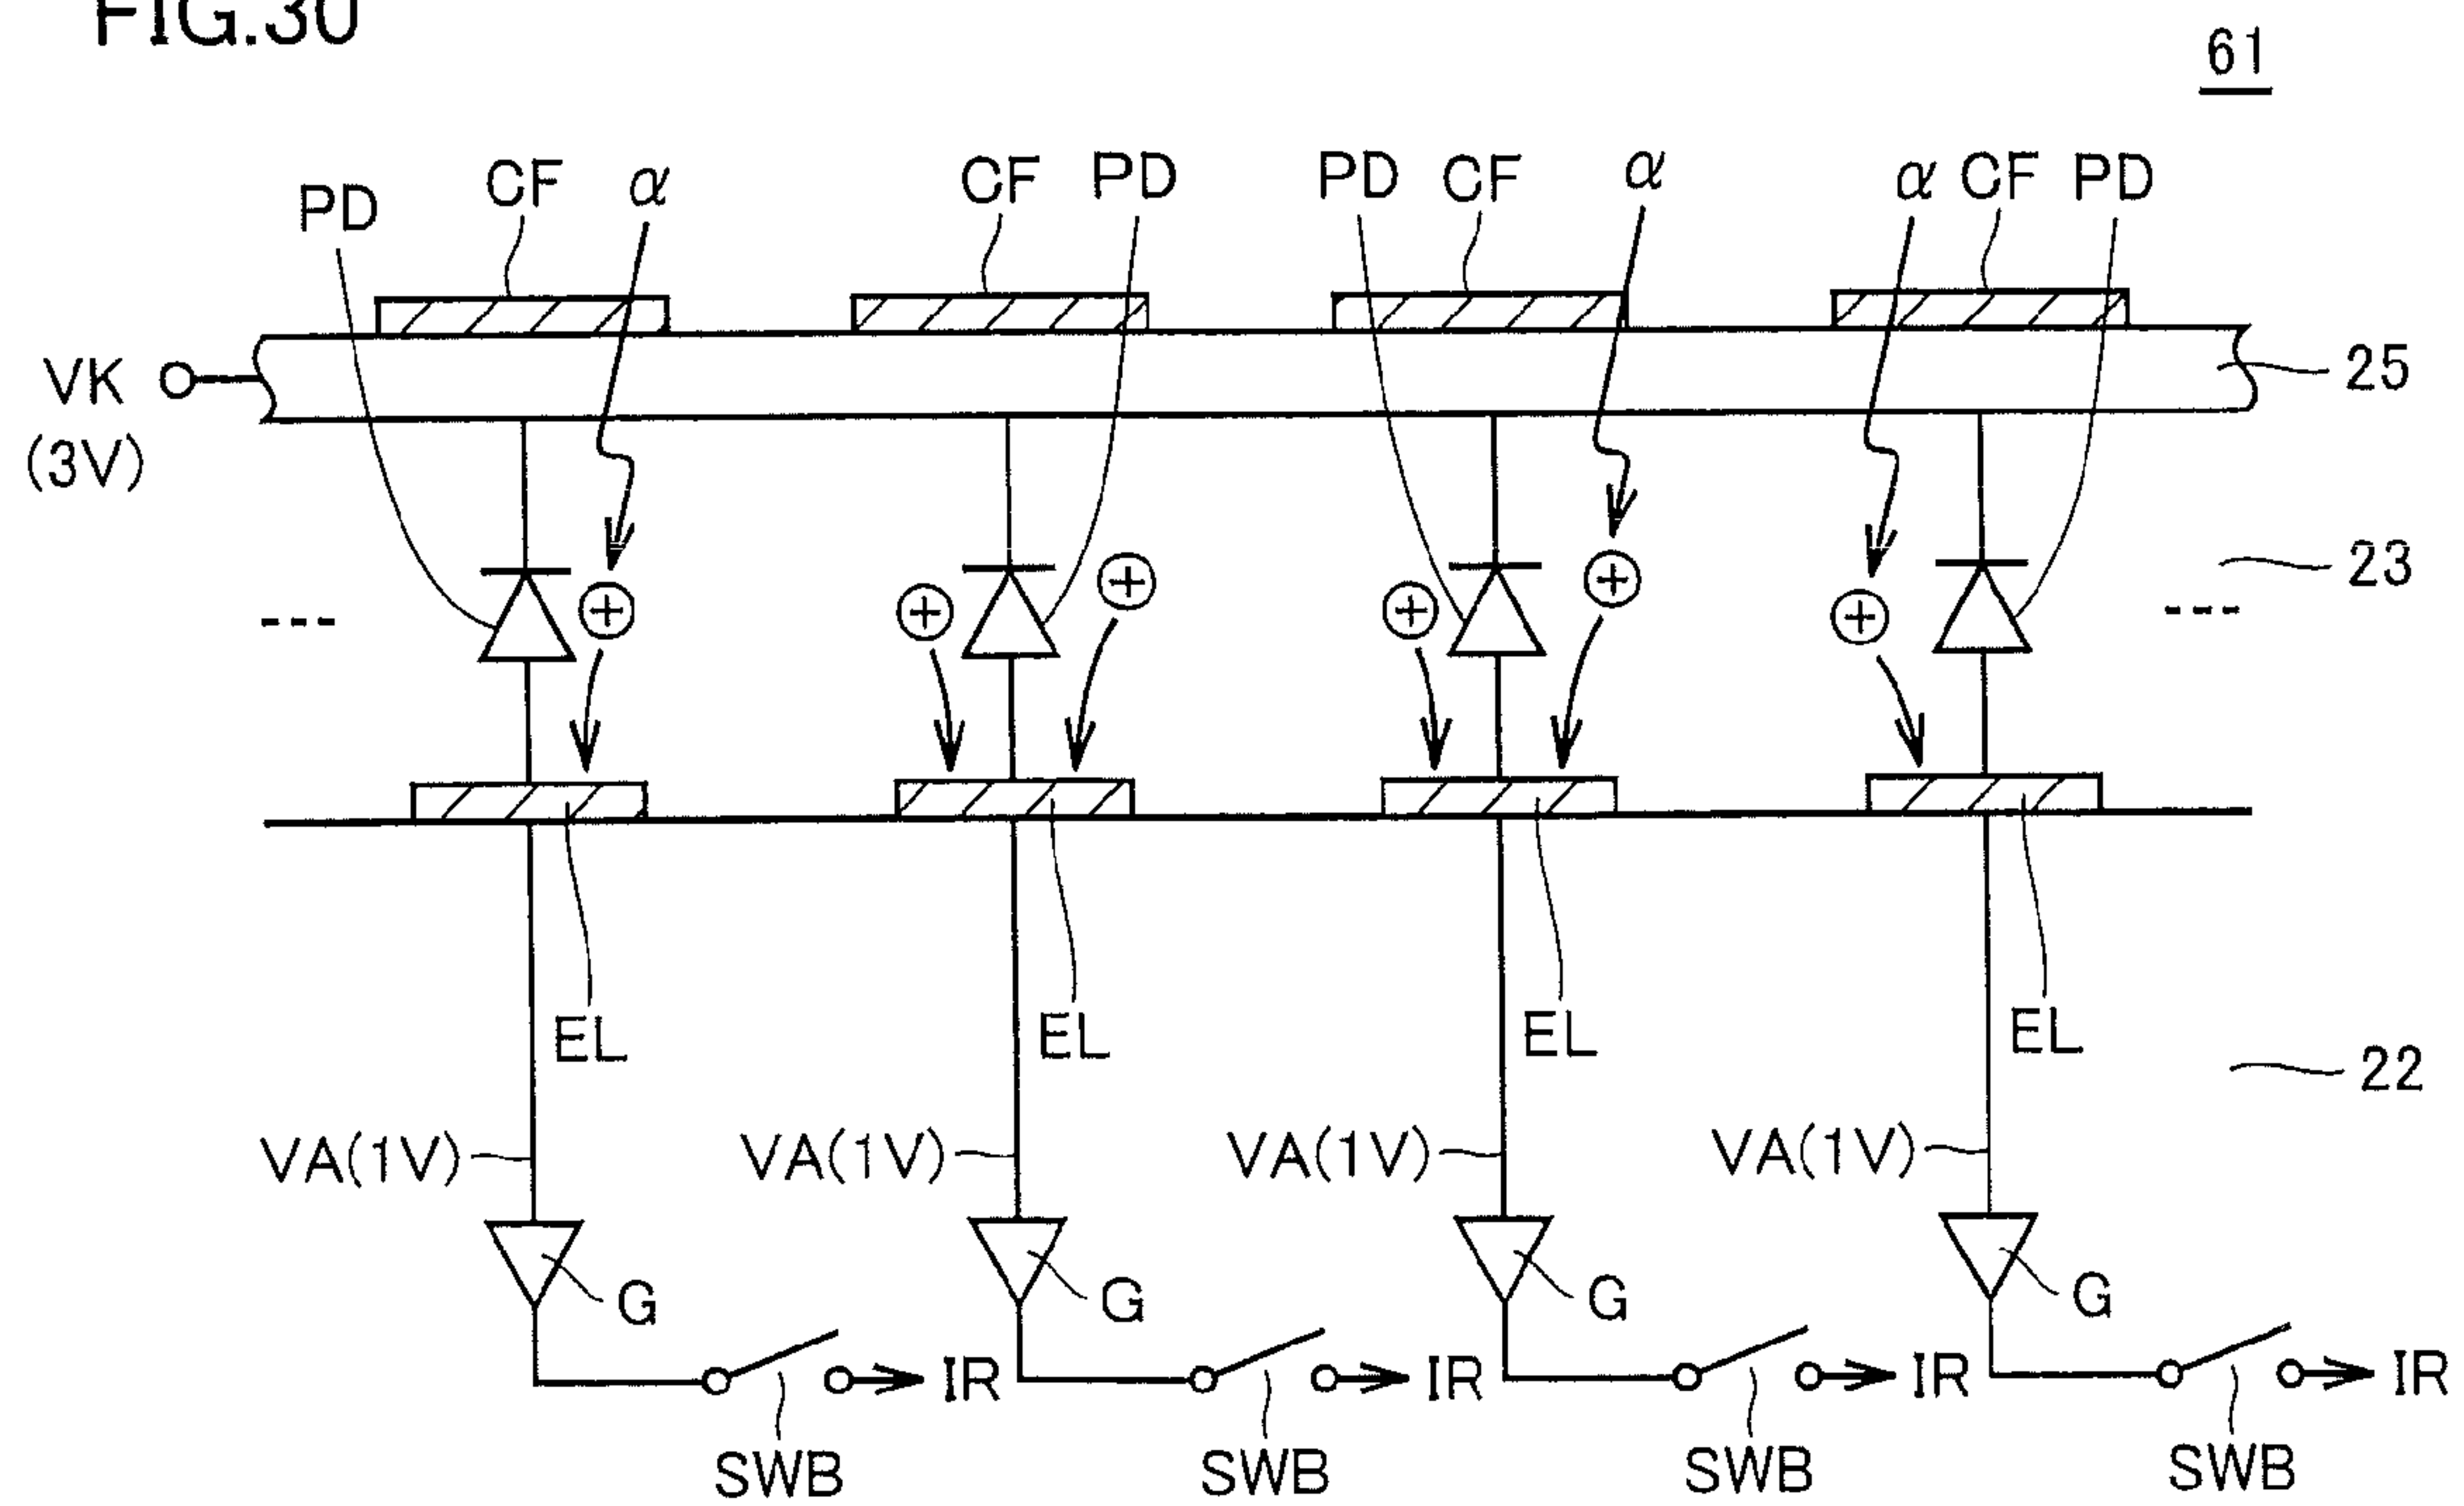 FIG.30
61
PD CF α CF PD PD CF α α CF PD
VK
(3V)
25
23
---
---
EL EL EL EL
22
VA(1V) VA(1V) VA(1V) VA(1V)
G G G G
IR IR IR IR
SWB SWB SWB SWB